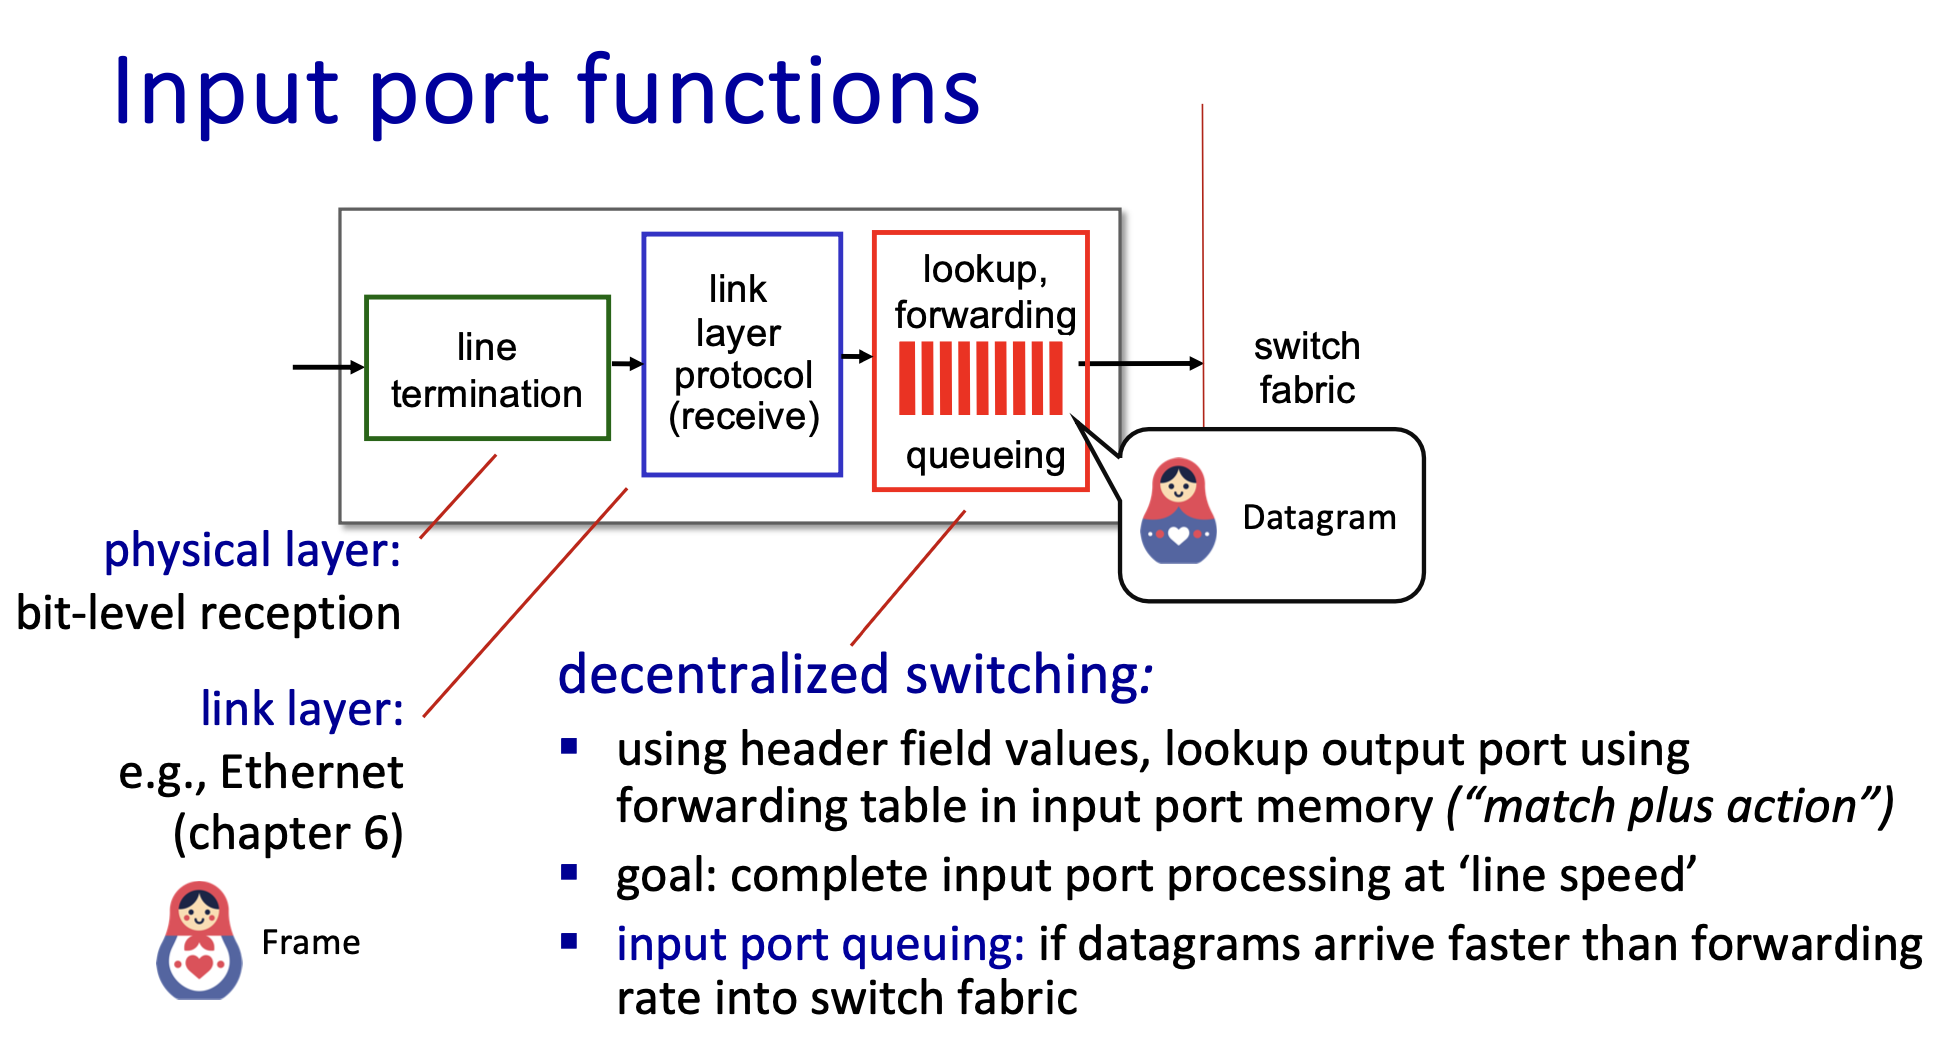 Input port functions
line
termination
link
layer
protocol
(receive)
lookup,
forwarding
queueing
switch
fabric
Datagram
physical layer:
bit-level reception
link layer:
e.g., Ethernet
(chapter 6)
Frame
decentralized switching:
using header field values, lookup output port using
forwarding table in input port memory (“match plus action”)
goal: complete input port processing at ‘line speed’
input port queuing: if datagrams arrive faster than forwarding
rate into switch fabric